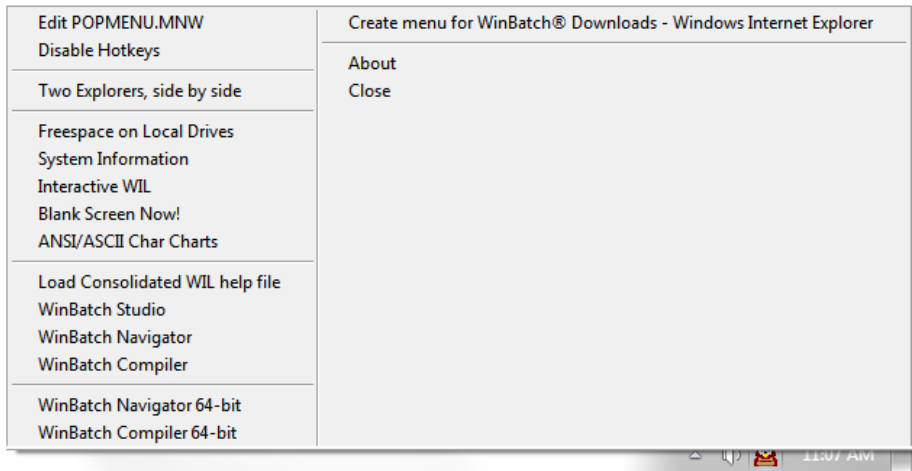 Edit POPMENU.MNW
Disable Hotkeys
Two Explorers, side by side
Freespace on Local Drives
System Information
Interactive WIL
Blank Screen Now!
ANSI/ASCII Char Charts
Load Consolidated WIL help file
WinBatch Studio
WinBatch Navigator
WinBatch Compiler
WinBatch Navigator 64-bit
WinBatch Compiler 64-bit
Create menu for WinBatch® Downloads - Windows Internet Explorer
About
Close
11:07 AM